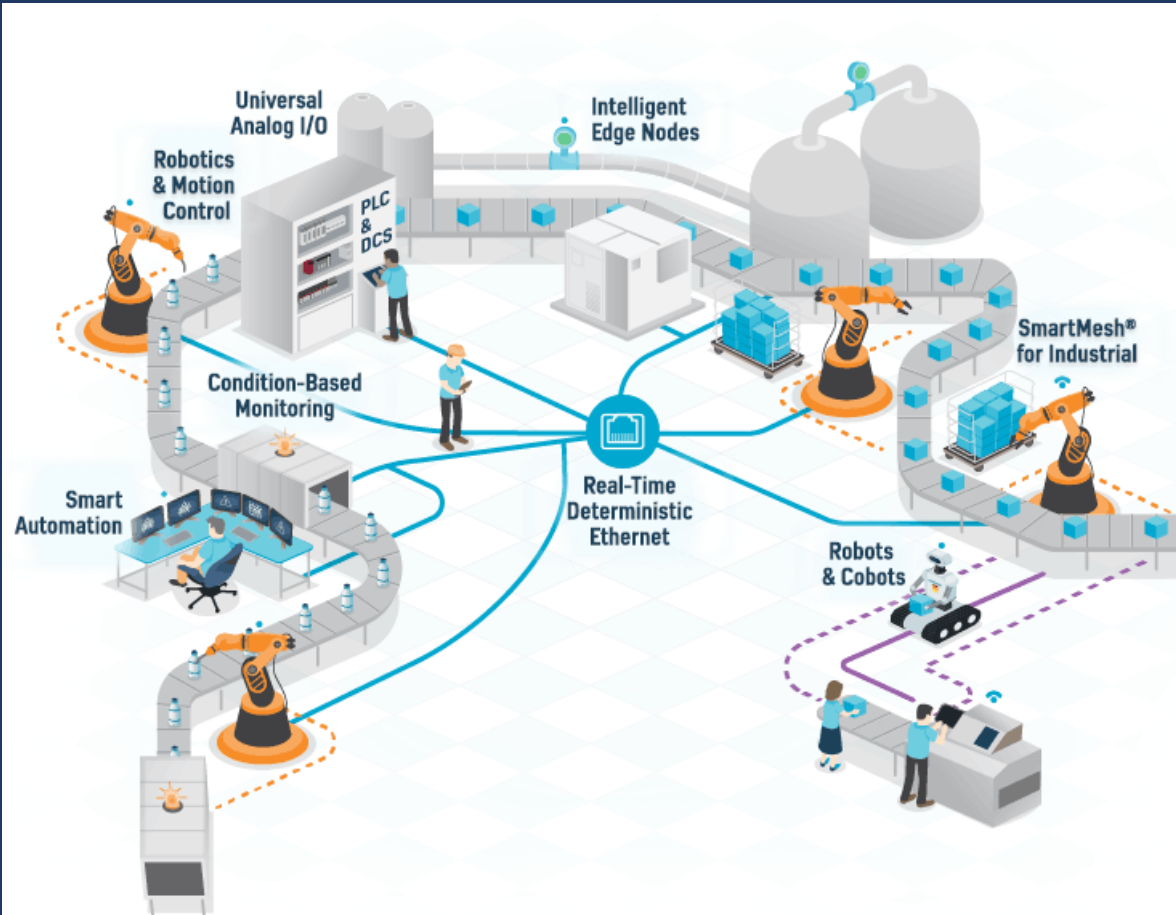 Universal
Analog I/O
Intelligent
Edge Nodes
Robotics
& Motion
Control
PLC
&
DCS
SmartMesh®
for Industrial
Condition-Based
Monitoring
Smart
Automation
Real-Time
Deterministic
Ethernet
Robots
& Cobots